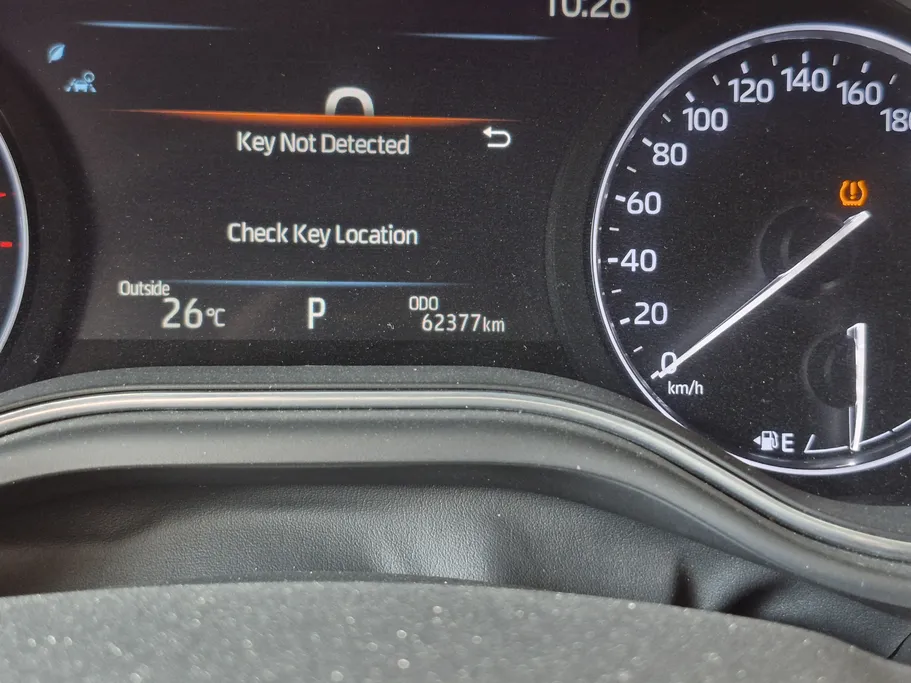 10:26
Key Not Detected
Check Key Location
Outside
26°C
P
ODO
62377km
0
20
40
60
80
100
120
140
160
180
km/h
E